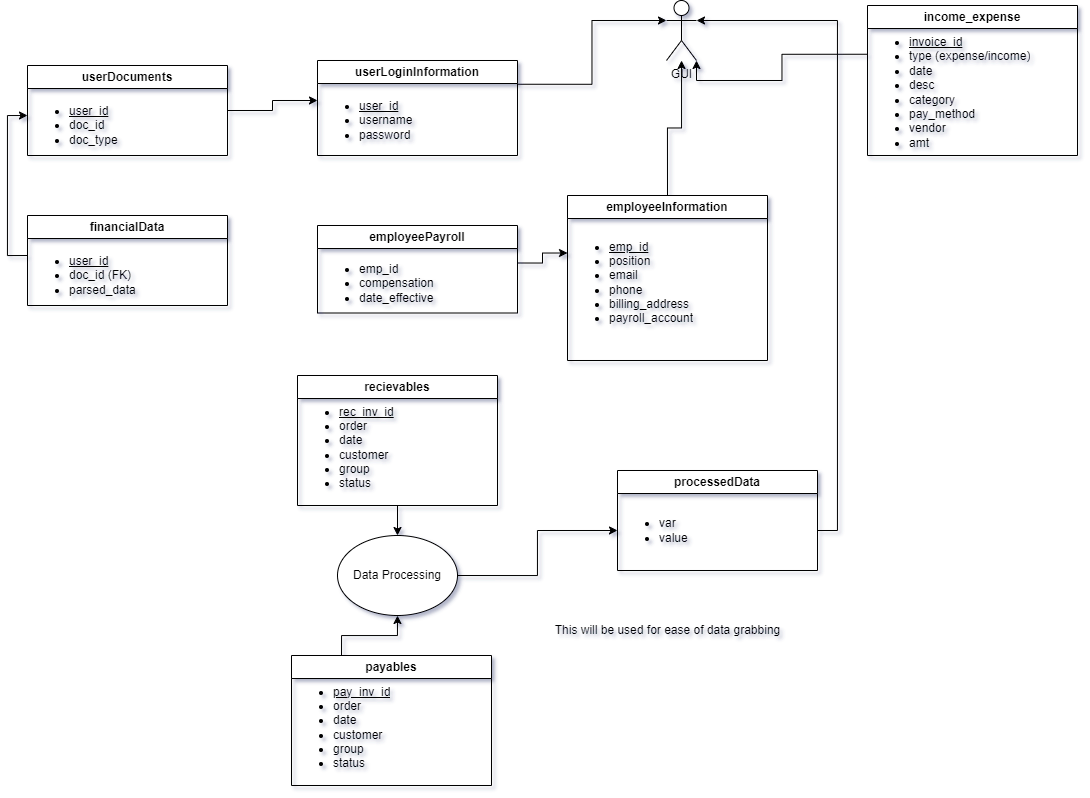 income_expense
invoice_id
type (expense/income)
date
desc
category
pay_method
vendor
amt
GUI
userLoginInformation
user_id
username
password
userDocuments
user_id
doc_id
doc_type
financialData
user_id
doc_id (FK)
parsed_data
employeePayroll
emp_id
compensation
date_effective
employeeInformation
emp_id
position
email
phone
billing_address
payroll_account
recievables
rec_inv_id
order
date
customer
group
status
processedData
var
value
Data Processing
This will be used for ease of data grabbing
payables
pay_inv_id
order
date
customer
group
status